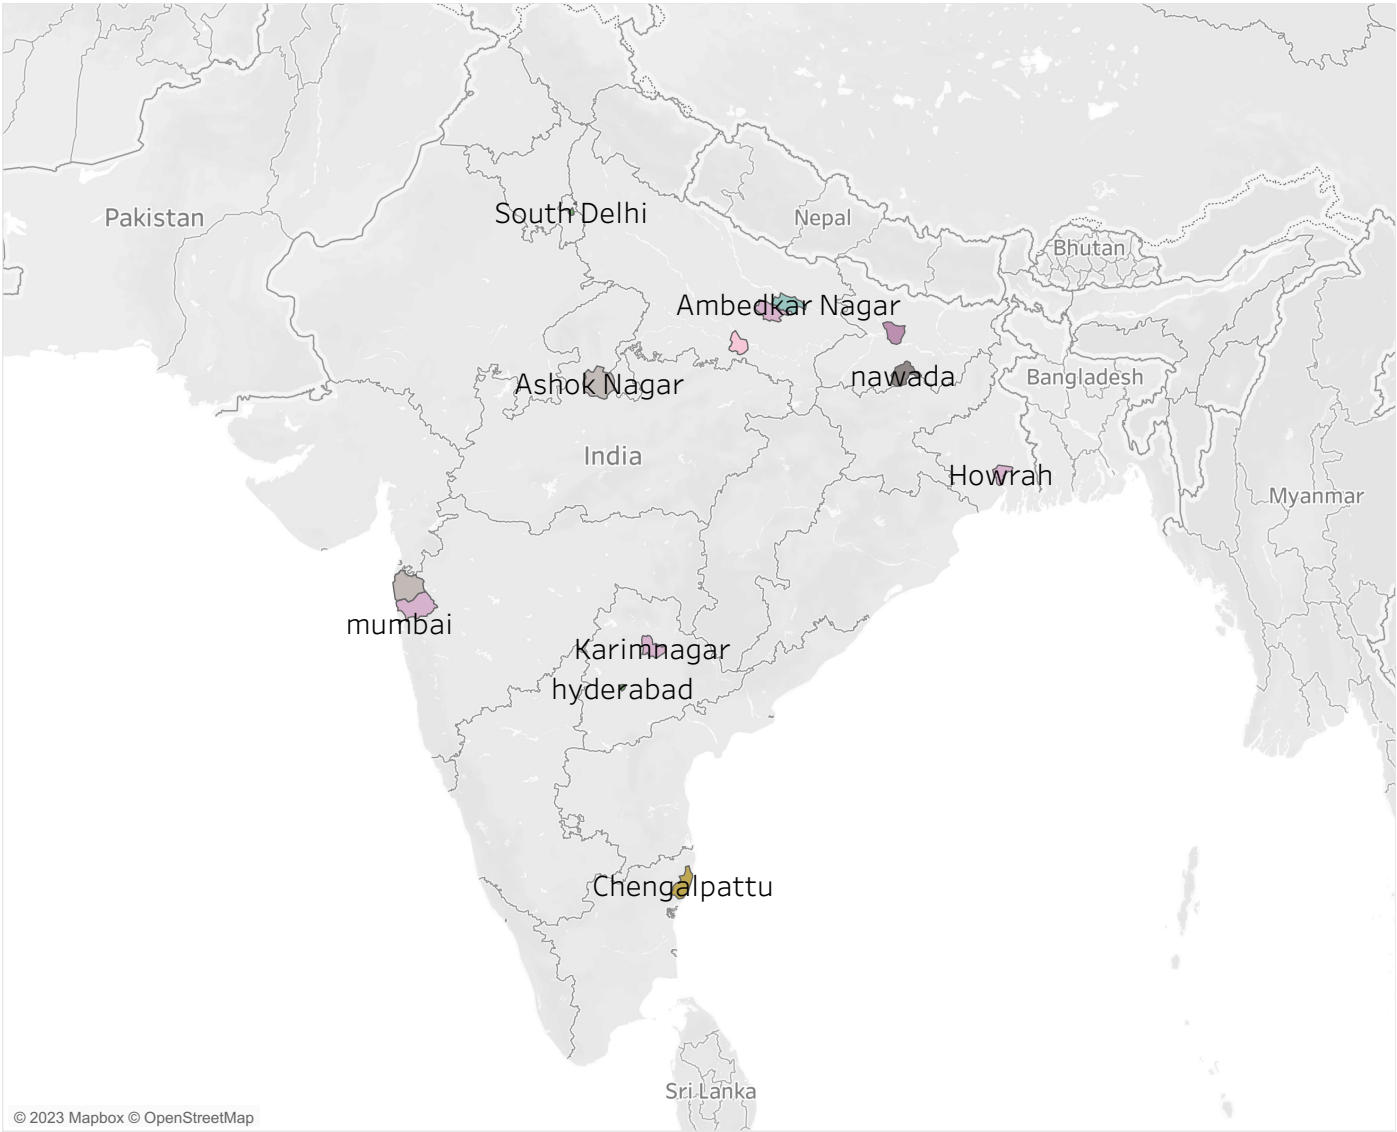 Pakistan
South Delhi
Nepal
Bhutan
Ambedkar Nagar
Ashok Nagar
nawada
Bangladesh
India
Howrah
Myanmar
mumbai
Karimnagar
hyderabad
Chengalpattu
Sri Lanka
© 2023 Mapbox © OpenStreetMap